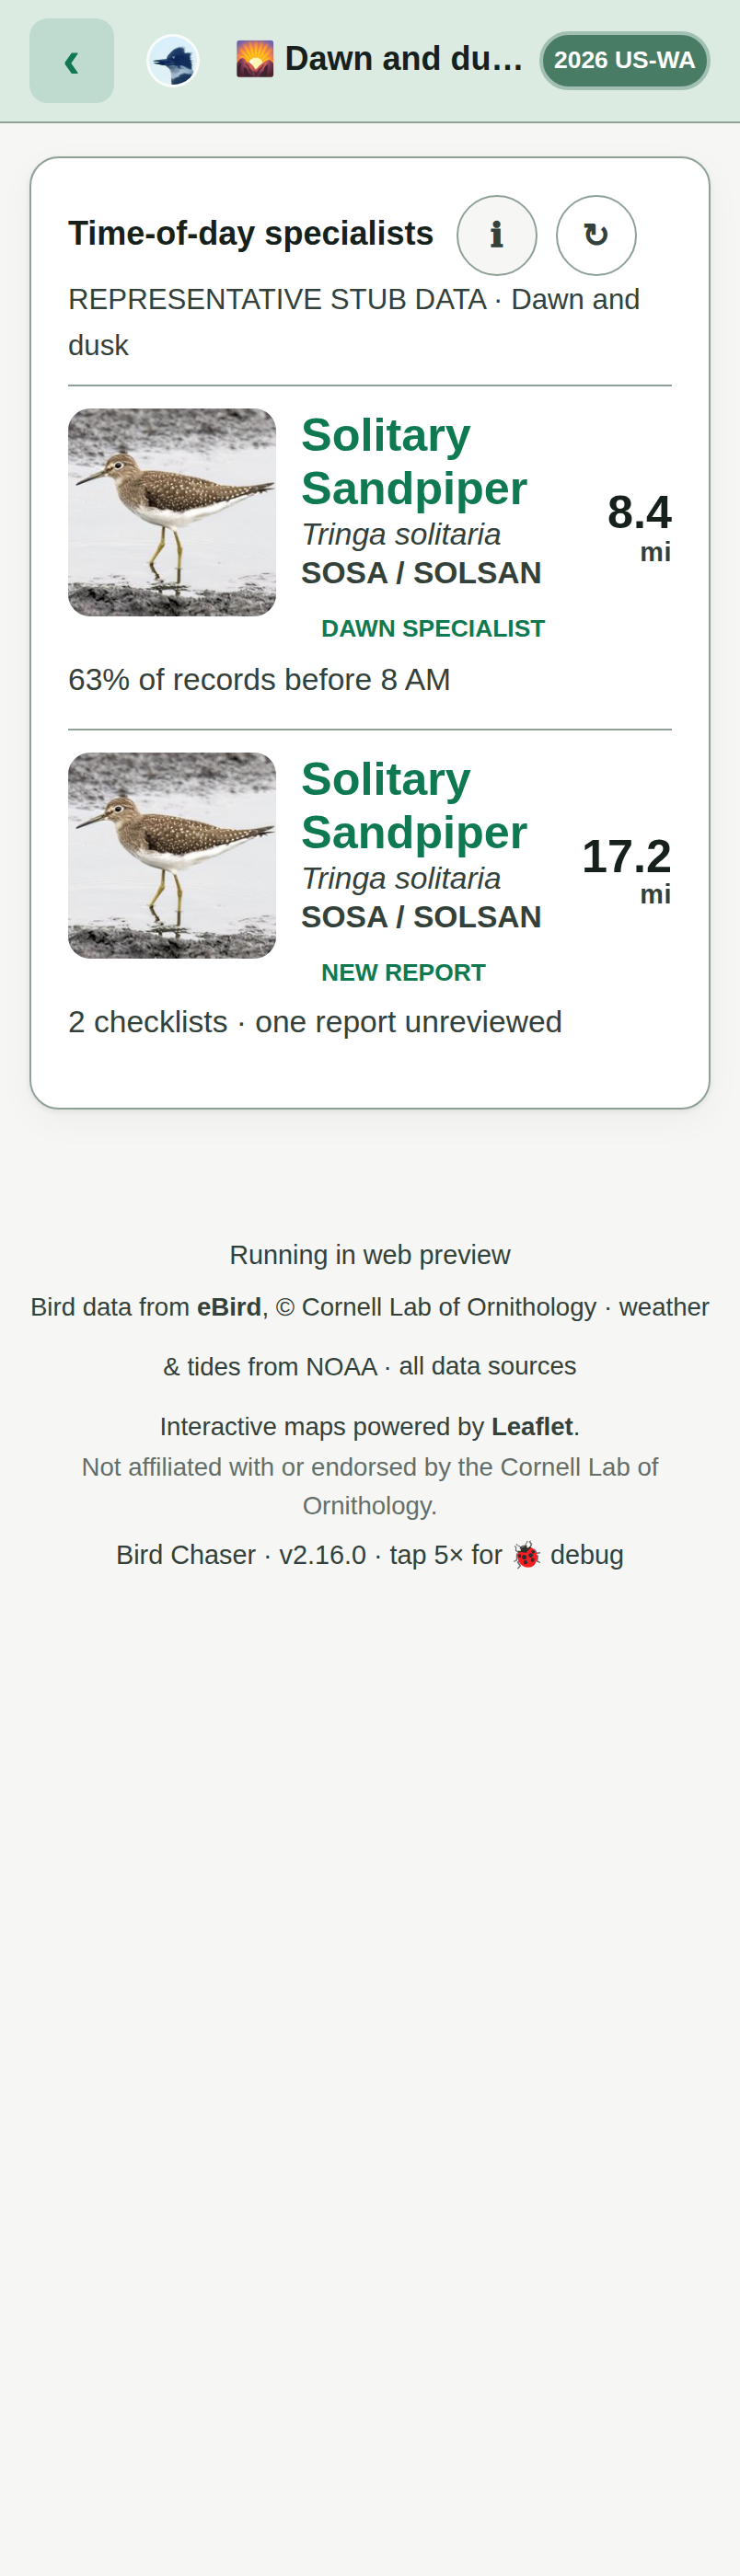 ‹ 🌄 Dawn and du… 2026 US-WA
Time-of-day specialists ℹ ↻
REPRESENTATIVE STUB DATA · Dawn and
dusk
Solitary
Sandpiper
Tringa solitaria
SOSA / SOLSAN
8.4
mi
DAWN SPECIALIST
63% of records before 8 AM
Solitary
Sandpiper
Tringa solitaria
SOSA / SOLSAN
17.2
mi
NEW REPORT
2 checklists · one report unreviewed
Running in web preview
Bird data from eBird, © Cornell Lab of Ornithology · weather
& tides from NOAA · all data sources
Interactive maps powered by Leaflet.
Not affiliated with or endorsed by the Cornell Lab of
Ornithology.
Bird Chaser · v2.16.0 · tap 5× for 🐞 debug